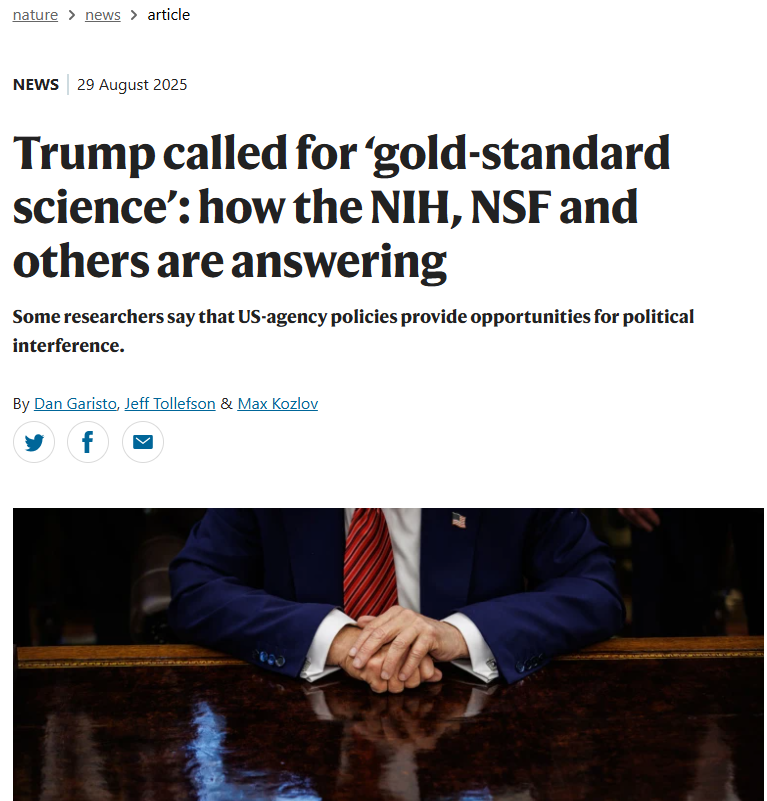 nature > news > article
NEWS | 29 August 2025
Trump called for ‘gold-standard
science’: how the NIH, NSF and
others are answering
Some researchers say that US-agency policies provide opportunities for political
interference.
By Dan Garisto, Jeff Tollefson & Max Kozlov